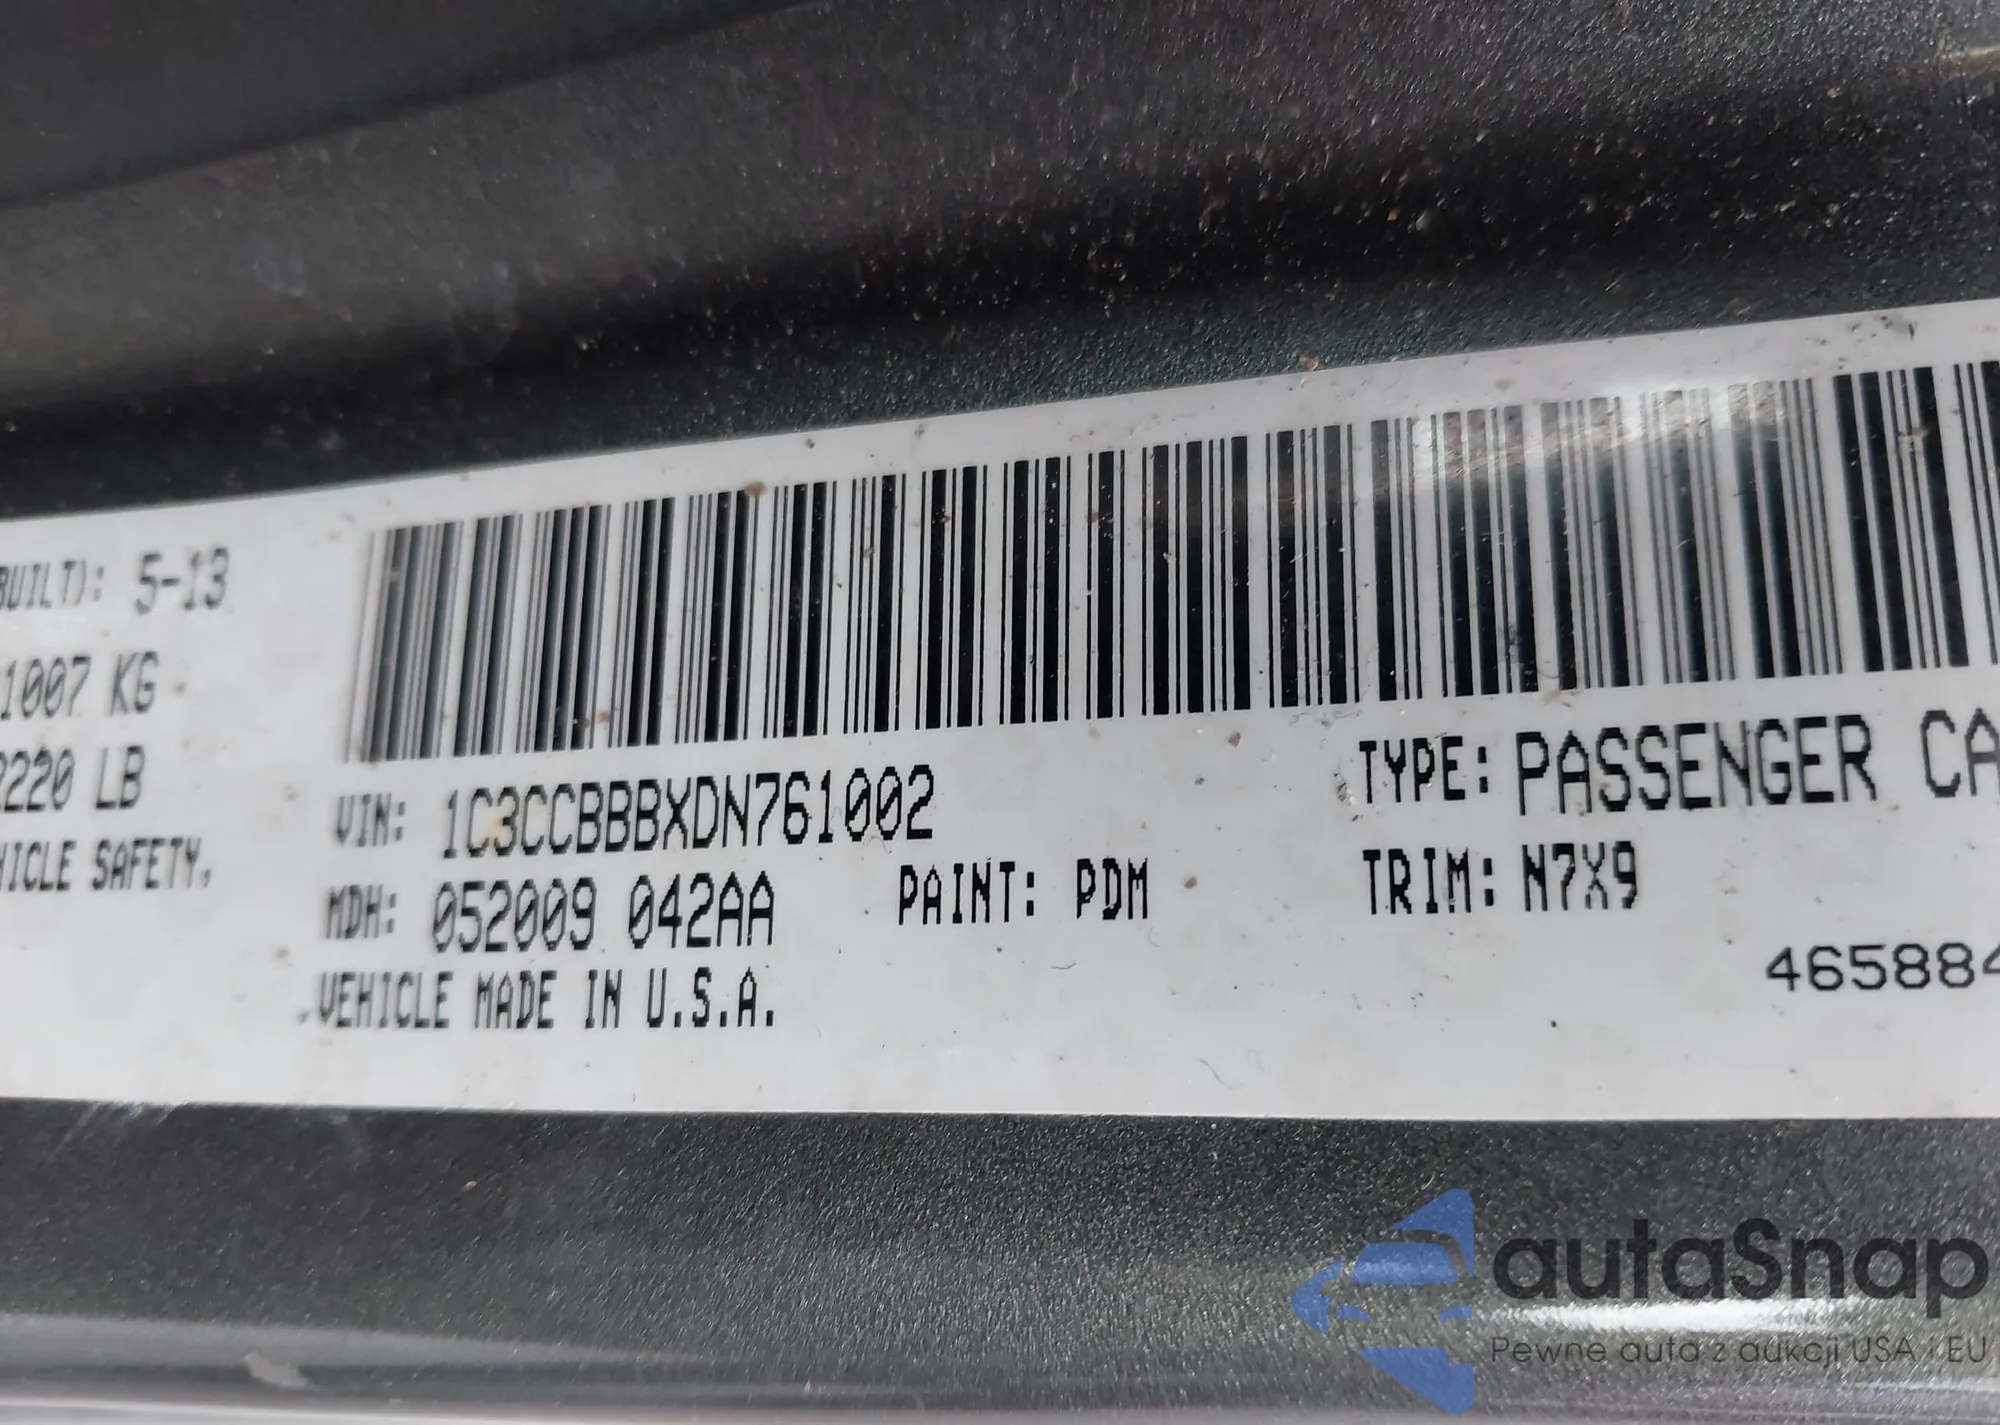 BUILT): 5-13
1007 KG
2220 LB
HICLE SAFETY,
VIN: 1C3CCBBBXDN761002
TYPE: PASSENGER CA
MDH: 052009 042AA
PAINT: PDM
TRIM: N7X9
VEHICLE MADE IN U.S.A.
465884
autaSnap
Pewne auta z aukcji USA i EU